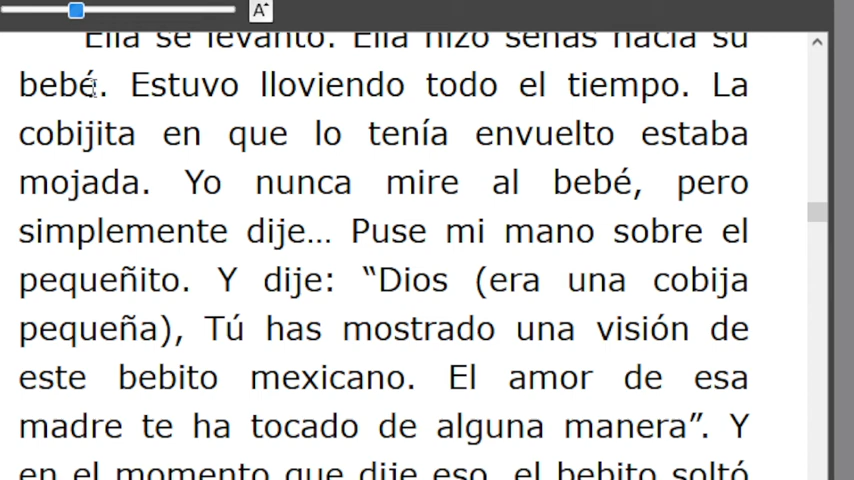 A
Ella se levantó. Ella hizo señas hacia su
bebé. Estuvo lloviendo todo el tiempo. La
cobijita en que lo tenía envuelto estaba
mojada. Yo nunca mire al bebé, pero
simplemente dije... Puse mi mano sobre el
pequeñito. Y dije: “Dios (era una cobija
pequeña), Tú has mostrado una visión de
este bebito mexicano. El amor de esa
madre te ha tocado de alguna manera”. Y
en el momento que dije eso, el bebito soltó